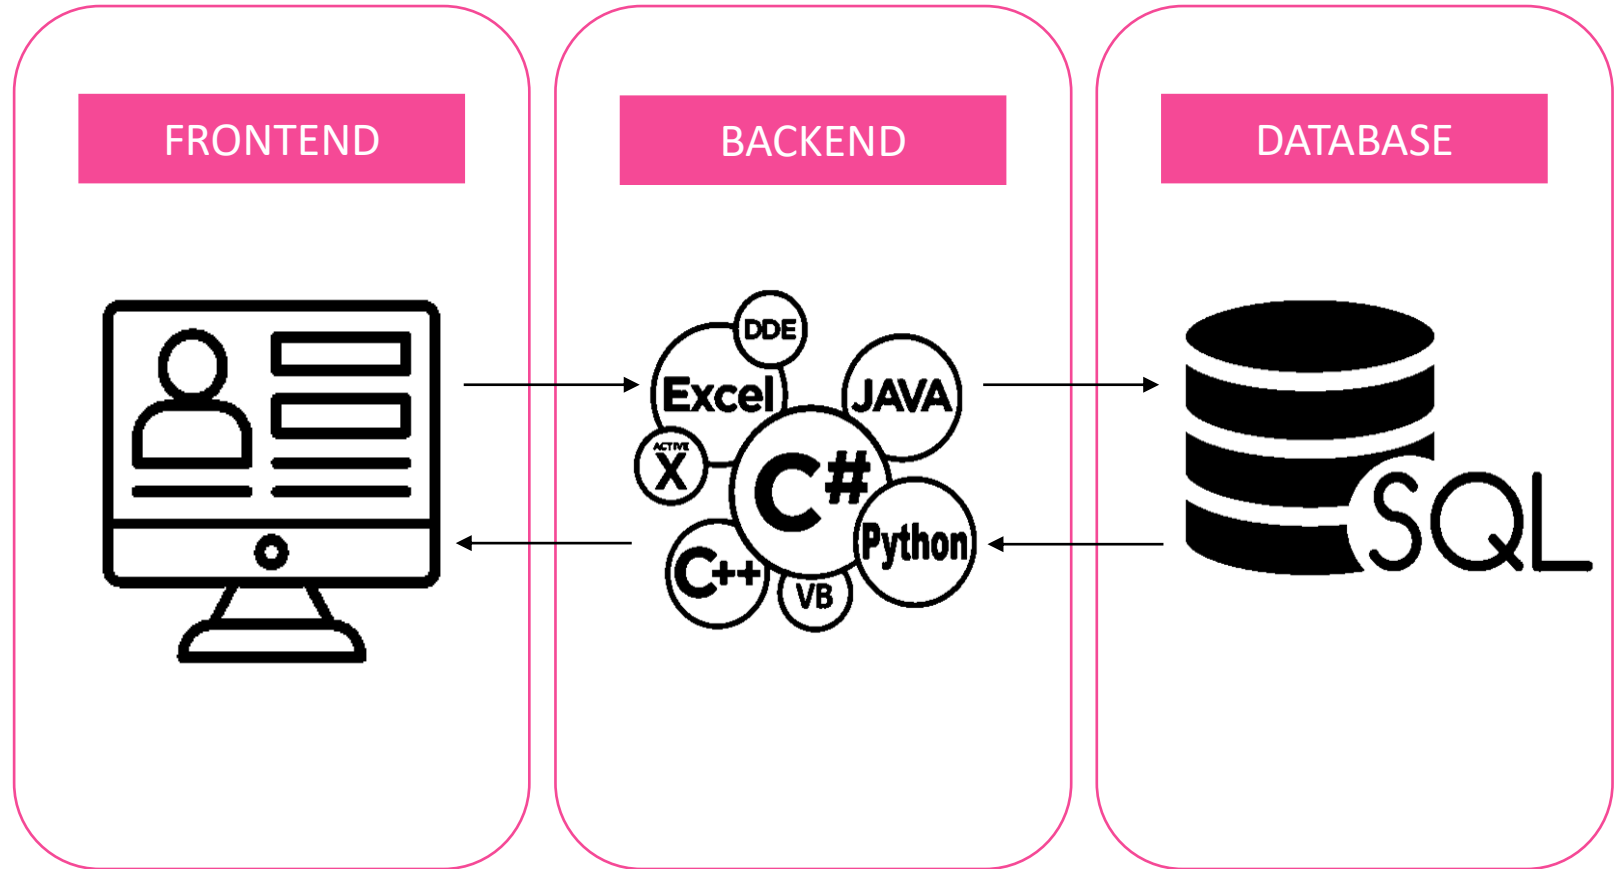 FRONTEND
BACKEND
DATABASE
DDE
Excel
JAVA
ACTIVE
X
C#
Python
C++
VB
SQL